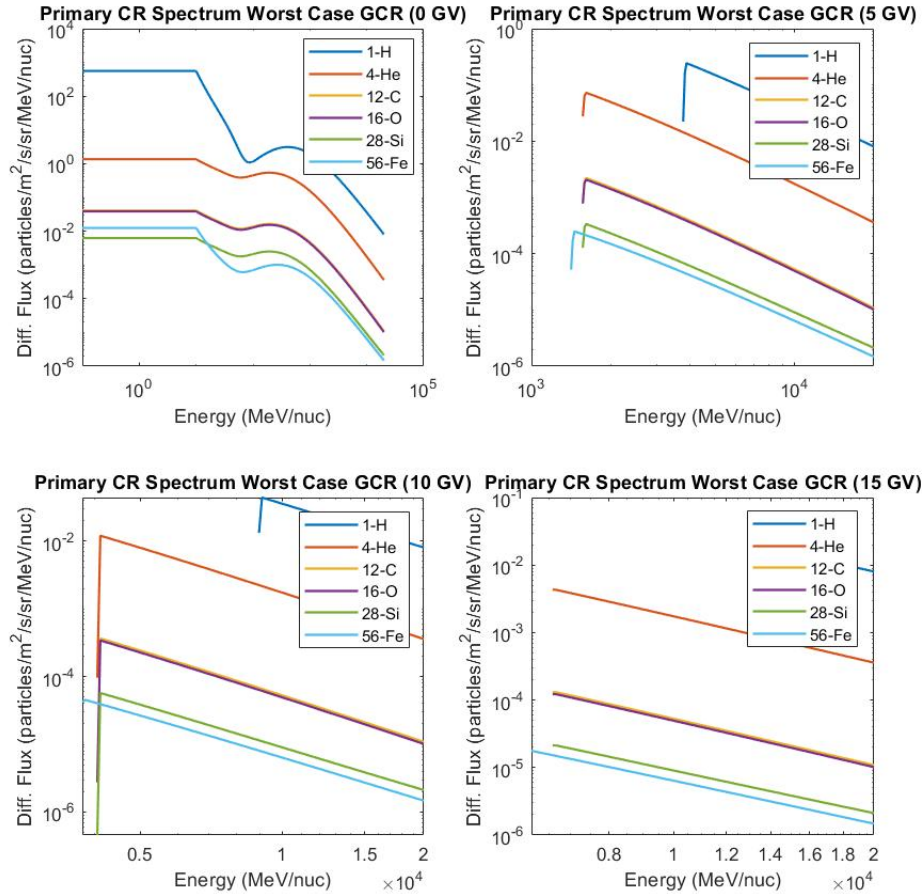 Primary CR Spectrum Worst Case GCR (0 GV)
10^4
10^2
10^0
10^-2
10^-4
10^-6
Diff. Flux (particles/m^2/s/sr/MeV/nuc)
1-H
4-He
12-C
16-O
28-Si
56-Fe
10^0
10^5
Energy (MeV/nuc)
Primary CR Spectrum Worst Case GCR (5 GV)
10^0
10^-2
10^-4
10^-6
Diff. Flux (particles/m^2/s/sr/MeV/nuc)
1-H
4-He
12-C
16-O
28-Si
56-Fe
10^3
10^4
Energy (MeV/nuc)
Primary CR Spectrum Worst Case GCR (10 GV)
10^-2
10^-4
10^-6
Diff. Flux (particles/m^2/s/sr/MeV/nuc)
1-H
4-He
12-C
16-O
28-Si
56-Fe
0.5 1 1.5 2
Energy (MeV/nuc)
×10^4
Primary CR Spectrum Worst Case GCR (15 GV)
10^-1
10^-2
10^-3
10^-4
10^-5
10^-6
Diff. Flux (particles/m^2/s/sr/MeV/nuc)
1-H
4-He
12-C
16-O
28-Si
56-Fe
0.8 1 1.2 1.4 1.6 1.8 2
Energy (MeV/nuc)
×10^4